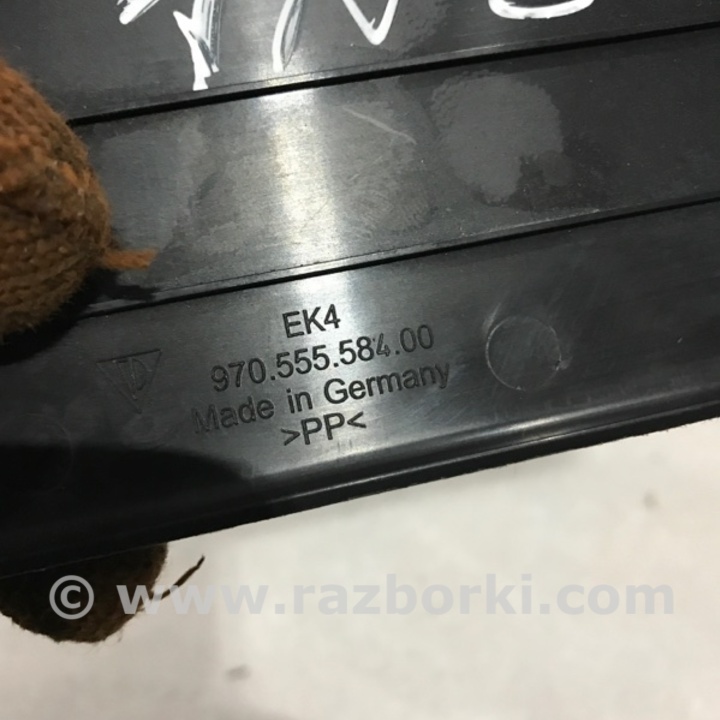 EK4
970.555.584.00
Made in Germany
>PP<
© www.razborki.com